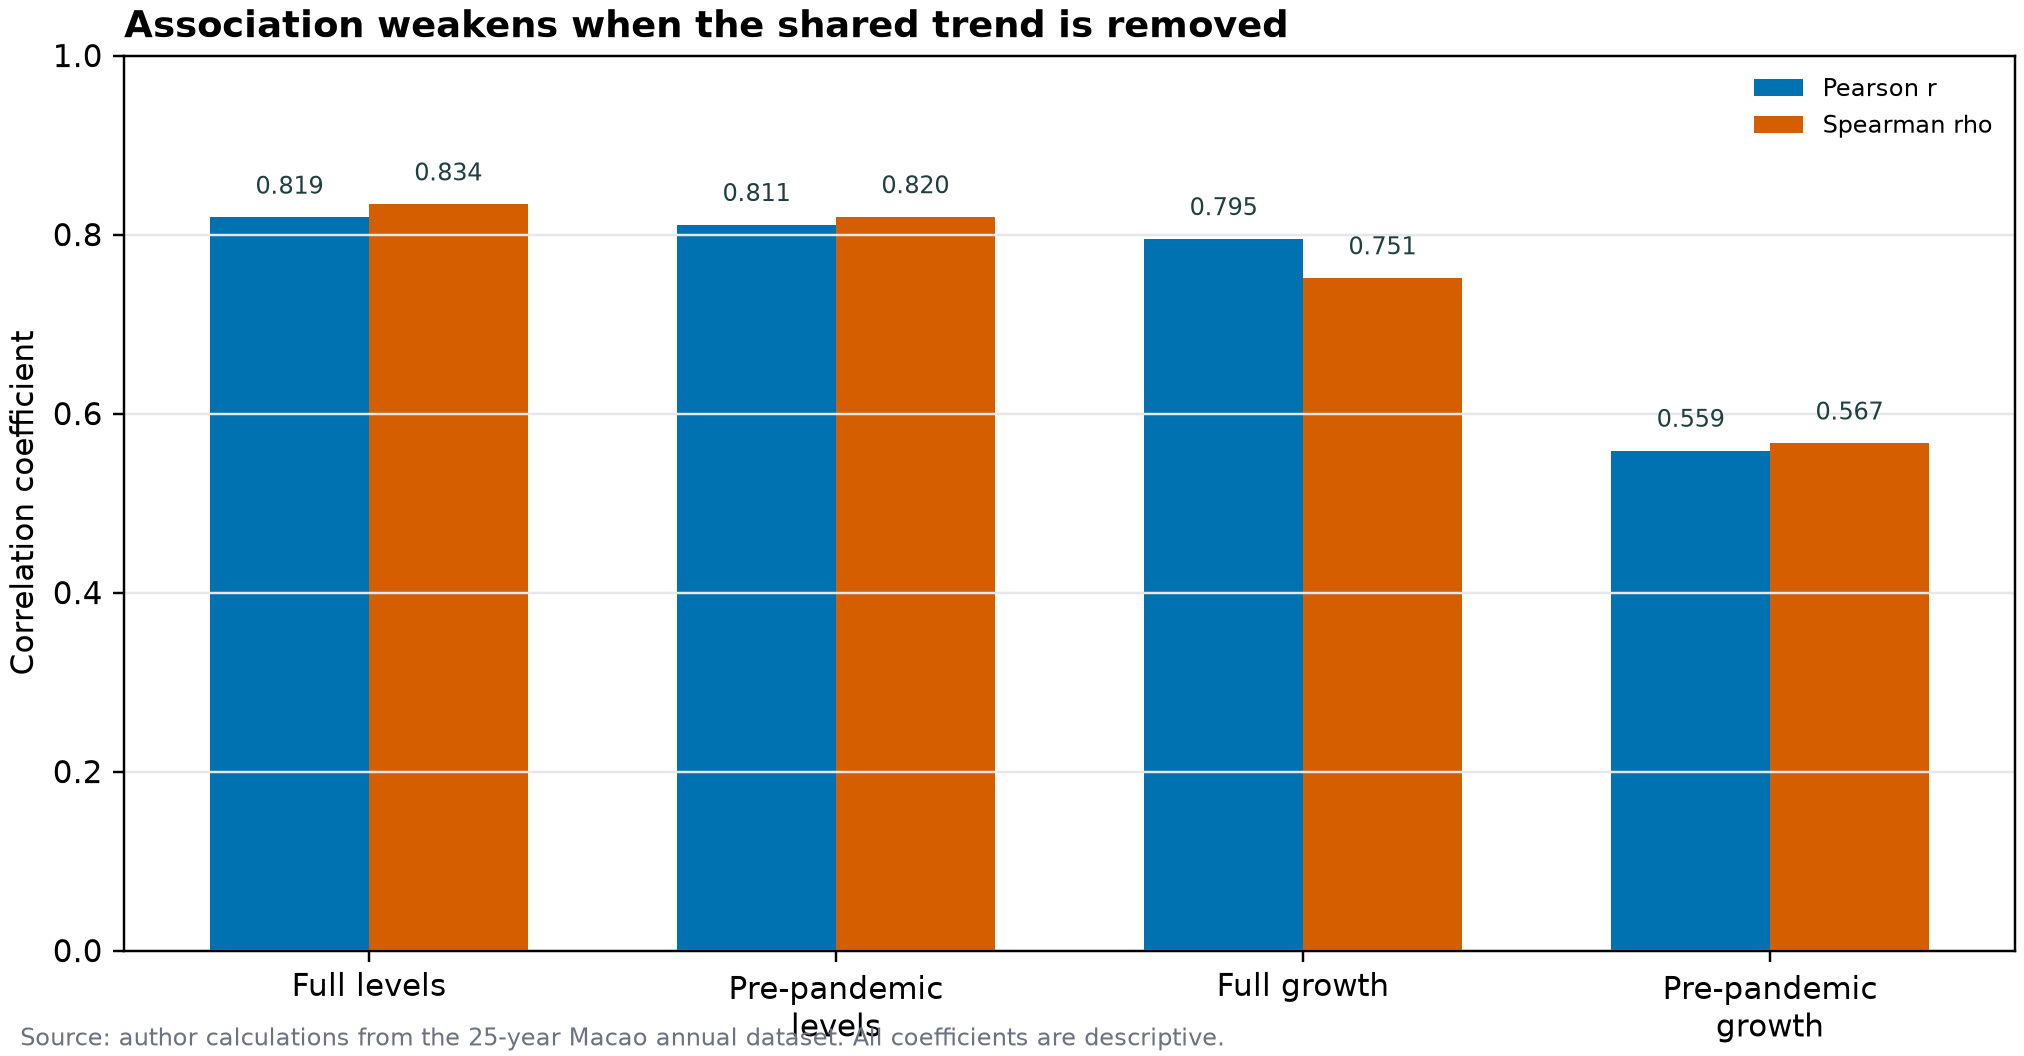 Association weakens when the shared trend is removed
Pearson r
Spearman rho
Correlation coefficient
1.0
0.8
0.6
0.4
0.2
0.0
0.819
0.834
0.811
0.820
0.795
0.751
0.559
0.567
Full levels
Pre-pandemic
levels
Full growth
Pre-pandemic
growth
Source: author calculations from the 25-year Macao annual dataset. All coefficients are descriptive.